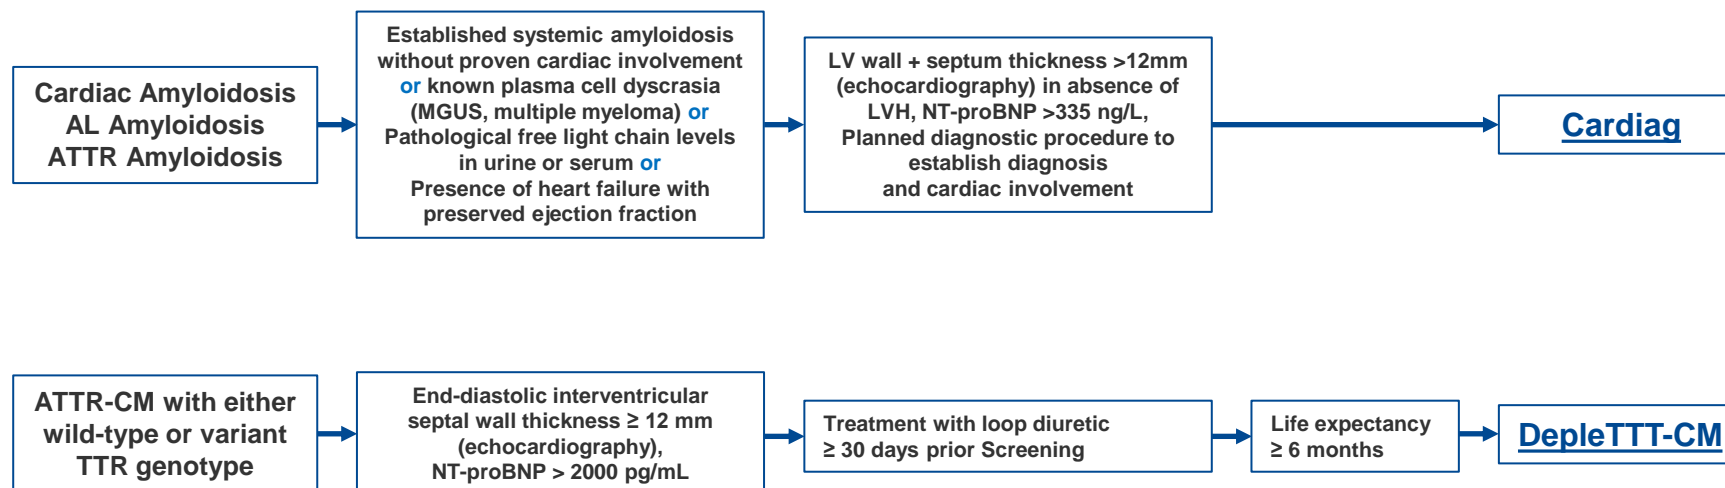 Cardiac Amyloidosis
AL Amyloidosis
ATTR Amyloidosis
Established systemic amyloidosis
without proven cardiac involvement
or known plasma cell dyscrasia
(MGUS, multiple myeloma) or
Pathological free light chain levels
in urine or serum or
Presence of heart failure with
preserved ejection fraction
LV wall + septum thickness >12mm
(echocardiography) in absence of
LVH, NT-proBNP >335 ng/L,
Planned diagnostic procedure to
establish diagnosis
and cardiac involvement
Cardiag
ATTR-CM with either
wild-type or variant
TTR genotype
End-diastolic interventricular
septal wall thickness ≥ 12 mm
(echocardiography),
NT-proBNP > 2000 pg/mL
Treatment with loop diuretic
≥ 30 days prior Screening
Life expectancy
≥ 6 months
DepleTTT-CM